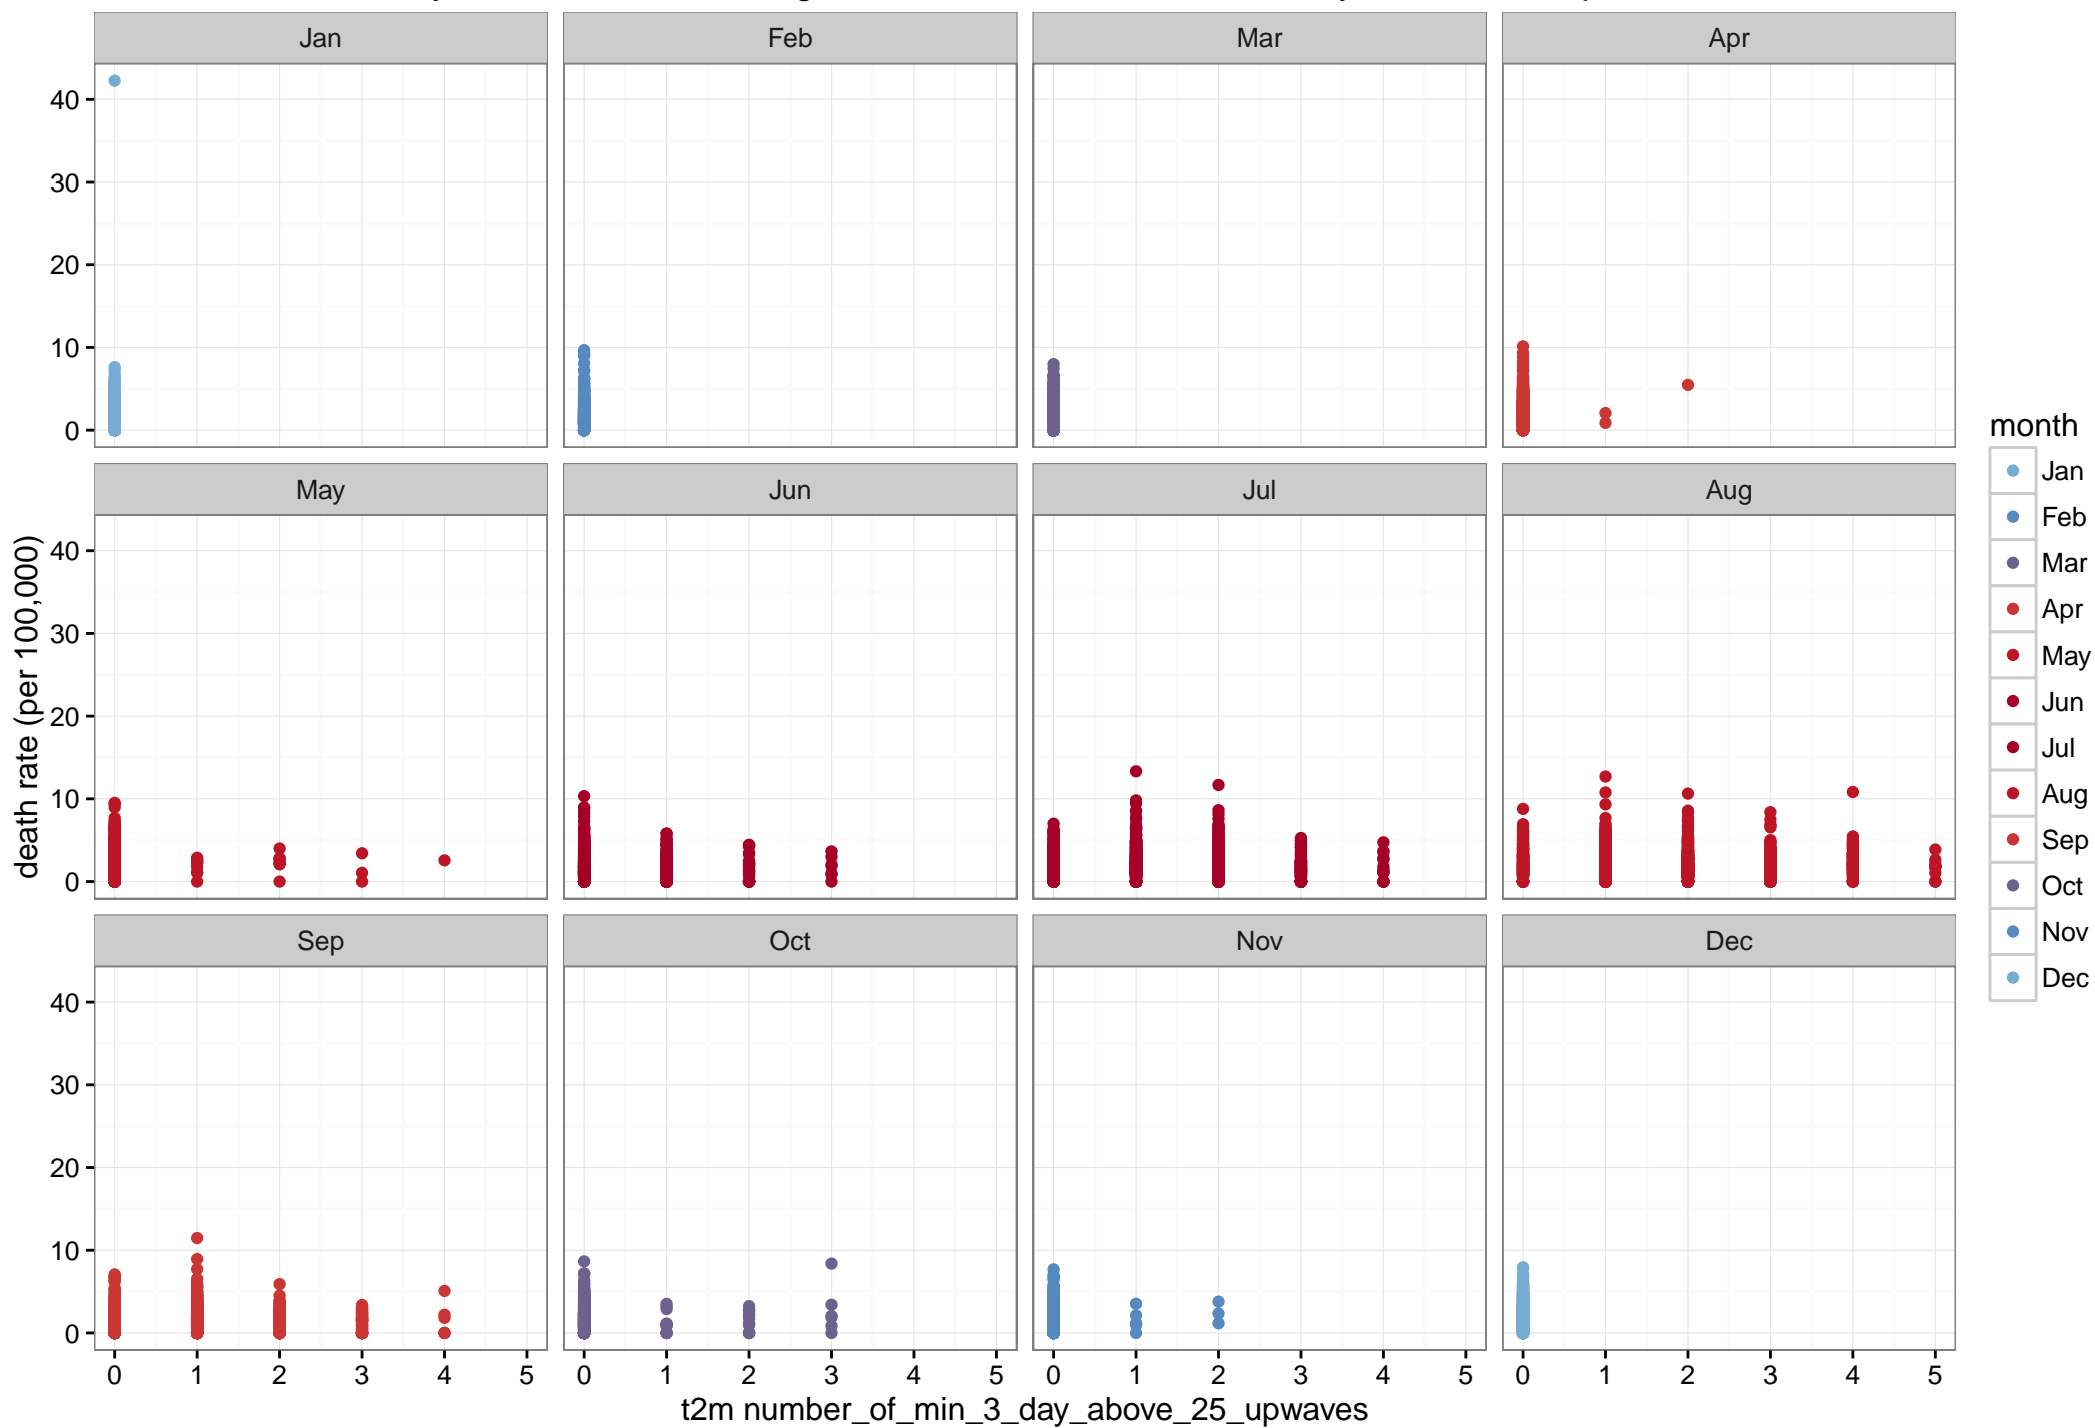 Jan Feb Mar Apr
40
30
20
10
0
May Jun Jul Aug
40
30
20
10
0
Sep Oct Nov Dec
40
30
20
10
0
0 1 2 3 4 5 0 1 2 3 4 5 0 1 2 3 4 5 0 1 2 3 4 5
t2m number_of_min_3_day_above_25_upwaves
death rate (per 100,000)
month
Jan
Feb
Mar
Apr
May
Jun
Jul
Aug
Sep
Oct
Nov
Dec